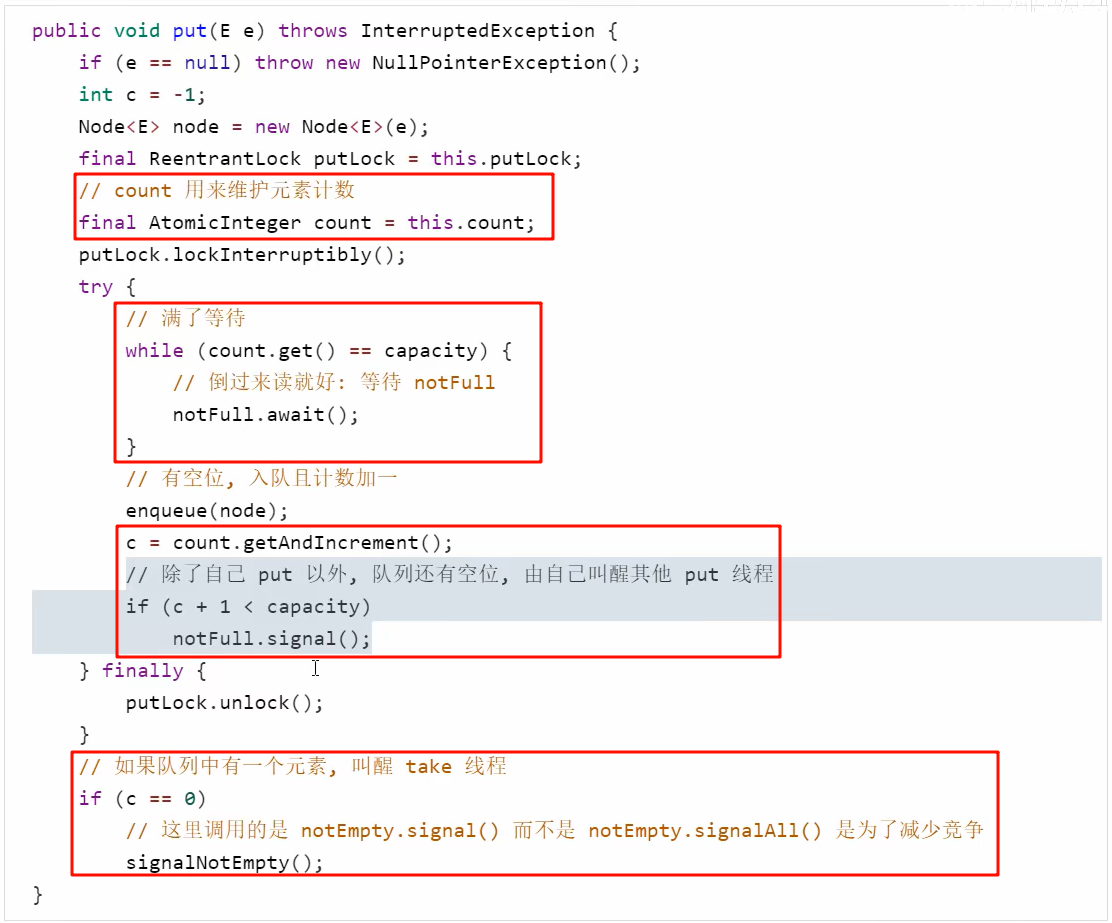 public void put(E e) throws InterruptedException {
    if (e == null) throw new NullPointerException();
    int c = -1;
    Node<E> node = new Node<E>(e);
    final ReentrantLock putLock = this.putLock;
    // count 用来维护元素计数
    final AtomicInteger count = this.count;
    putLock.lockInterruptibly();
    try {
        // 满了等待
        while (count.get() == capacity) {
            // 倒过来读就好: 等待 notFull
            notFull.await();
        }
        // 有空位, 入队且计数加一
        enqueue(node);
        c = count.getAndIncrement();
        // 除了自己 put 以外, 队列还有空位, 由自己叫醒其他 put 线程
        if (c + 1 < capacity)
            notFull.signal();
    } finally {
        putLock.unlock();
    }
    // 如果队列中有一个元素, 叫醒 take 线程
    if (c == 0)
        // 这里调用的是 notEmpty.signal() 而不是 notEmpty.signalAll() 是为了减少竞争
        signalNotEmpty();
}